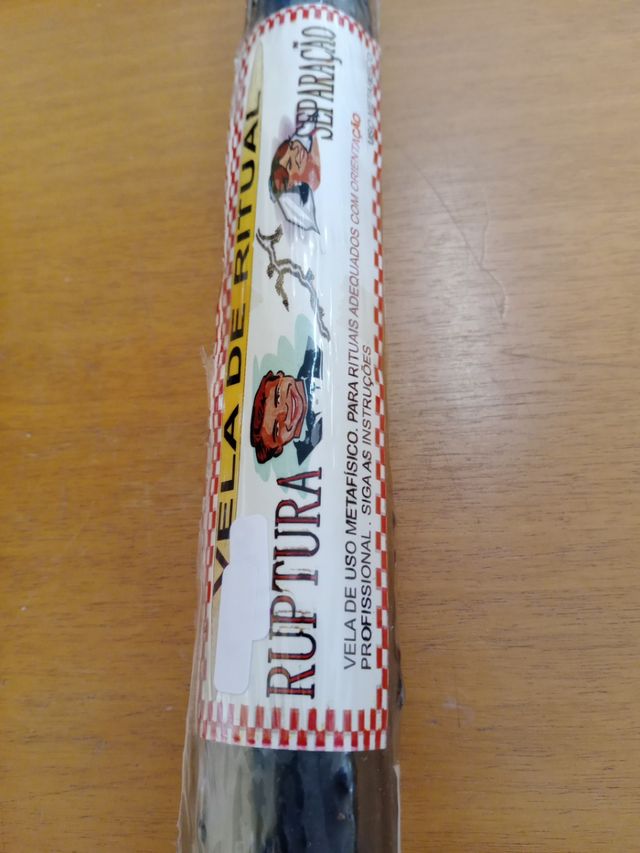 VELA DE RITUAL
RUPTURA
SEPARAÇÃO
VELA DE USO METAFÍSICO. PARA RITUAIS ADEQUADOS COM ORIENTAÇÃO
PROFISSIONAL . SIGA AS INSTRUÇÕES